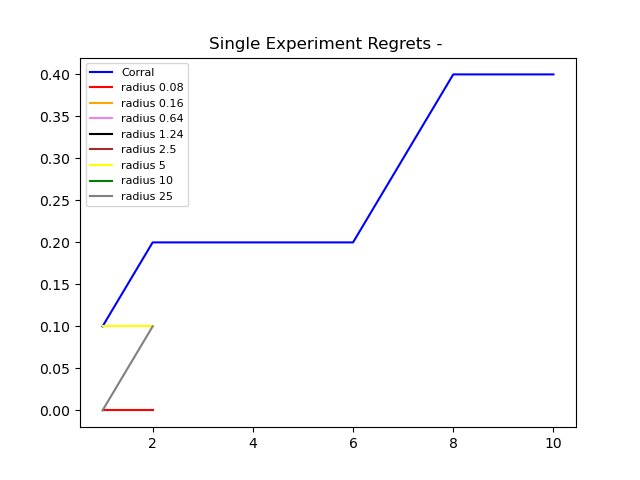 Single Experiment Regrets -
0.40
0.35
0.30
0.25
0.20
0.15
0.10
0.05
0.00
Corral
radius 0.08
radius 0.16
radius 0.64
radius 1.24
radius 2.5
radius 5
radius 10
radius 25
2 4 6 8 10